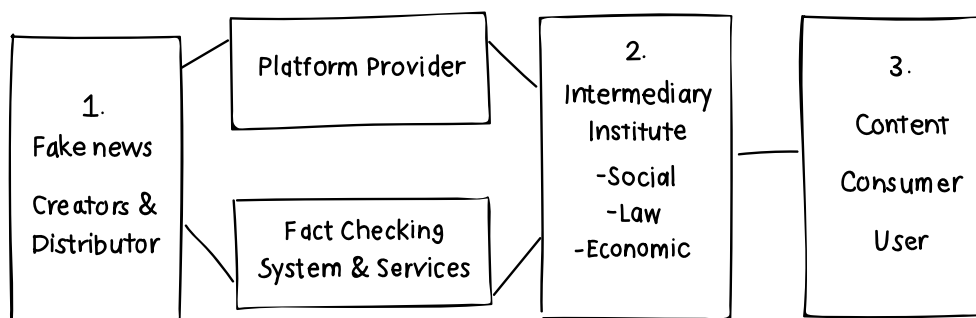 1.
Fake news
Creators &
Distributor
Platform Provider
Fact Checking
System & Services
2.
Intermediary
Institute
-Social
-Law
-Economic
3.
Content
Consumer
User